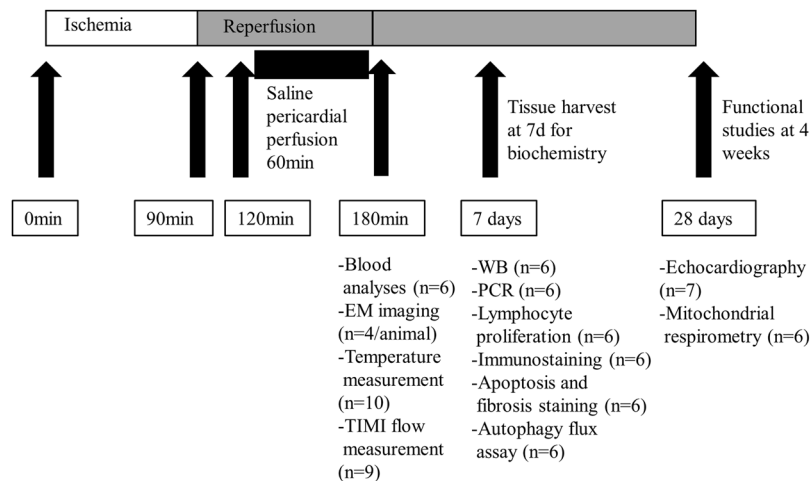 Ischemia
Reperfusion
Saline
pericardial
perfusion
60min
Tissue harvest
at 7d for
biochemistry
Functional
studies at 4
weeks
0min
90min
120min
180min
7 days
28 days
-Blood
analyses (n=6)
-EM imaging
(n=4/animal)
-Temperature
measurement
(n=10)
-TIMI flow
measurement
(n=9)
-WB (n=6)
-PCR (n=6)
-Lymphocyte
proliferation (n=6)
-Immunostaining (n=6)
-Apoptosis and
fibrosis staining (n=6)
-Autophagy flux
assay (n=6)
-Echocardiography
(n=7)
-Mitochondrial
respirometry (n=6)